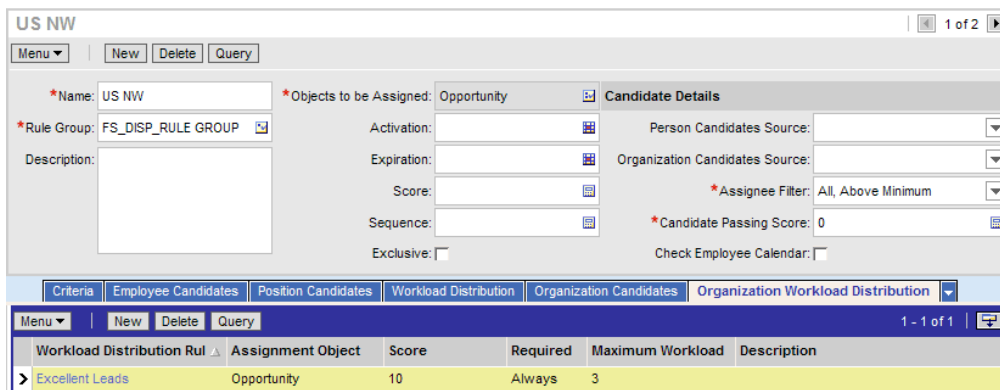 US NW
1 of 2
Menu
New Delete Query
*Name: US NW *Objects to be Assigned: Opportunity Candidate Details
*Rule Group: FS_DISP_RULE GROUP Activation: Person Candidates Source:
Description: Expiration: Organization Candidates Source:
Score: *Assignee Filter: All, Above Minimum
Sequence: *Candidate Passing Score: 0
Exclusive: Check Employee Calendar:
Criteria Employee Candidates Position Candidates Workload Distribution Organization Candidates Organization Workload Distribution
Menu New Delete Query 1 - 1 of 1
Workload Distribution Rul Assignment Object Score Required Maximum Workload Description
Excellent Leads Opportunity 10 Always 3